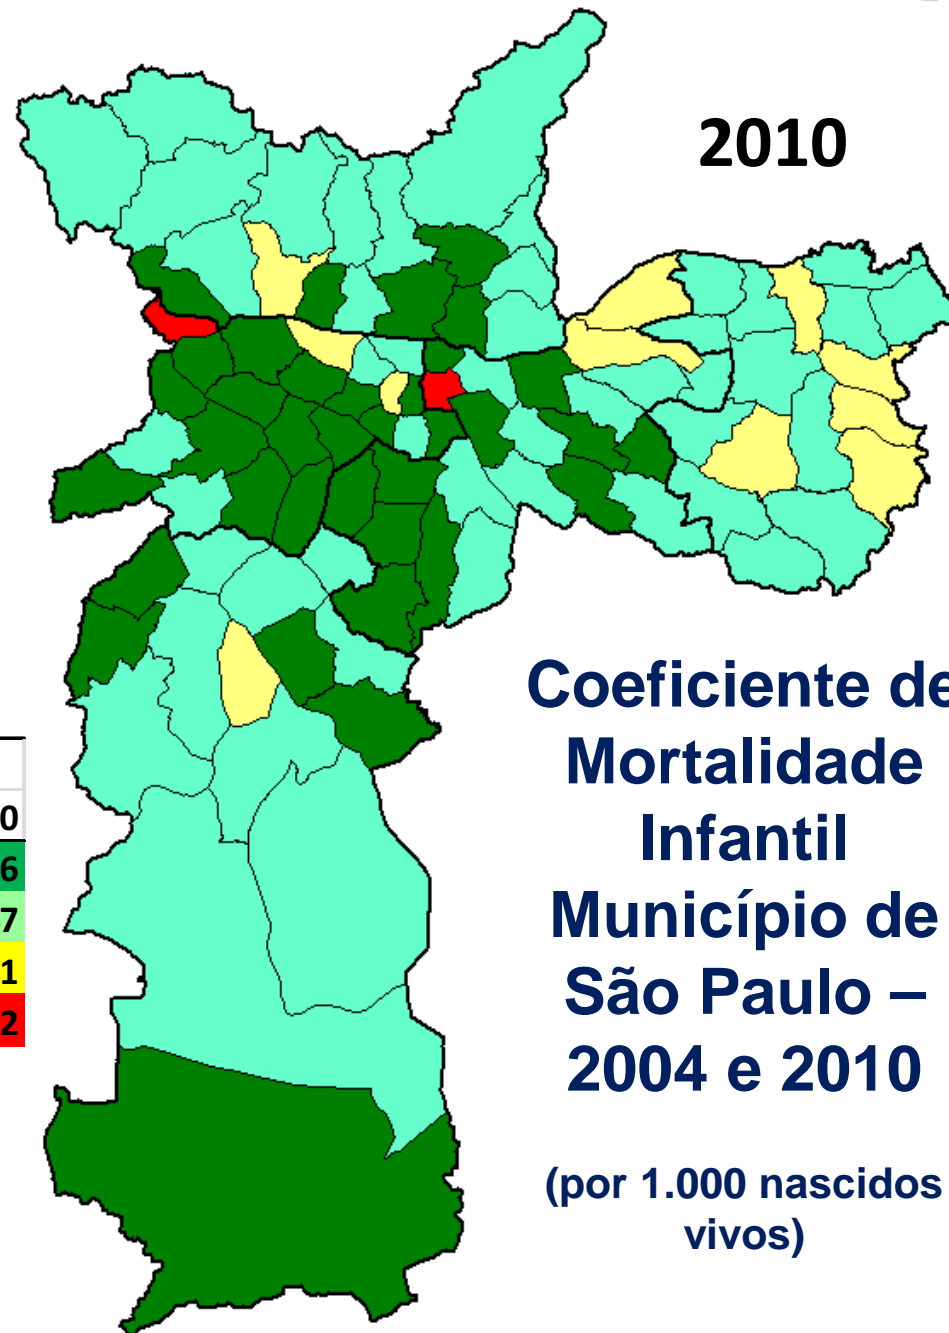 2010
Coeficiente de
Mortalidade
Infantil
Município de
São Paulo –
2004 e 2010
(por 1.000 nascidos
vivos)
0
6
7
1
2